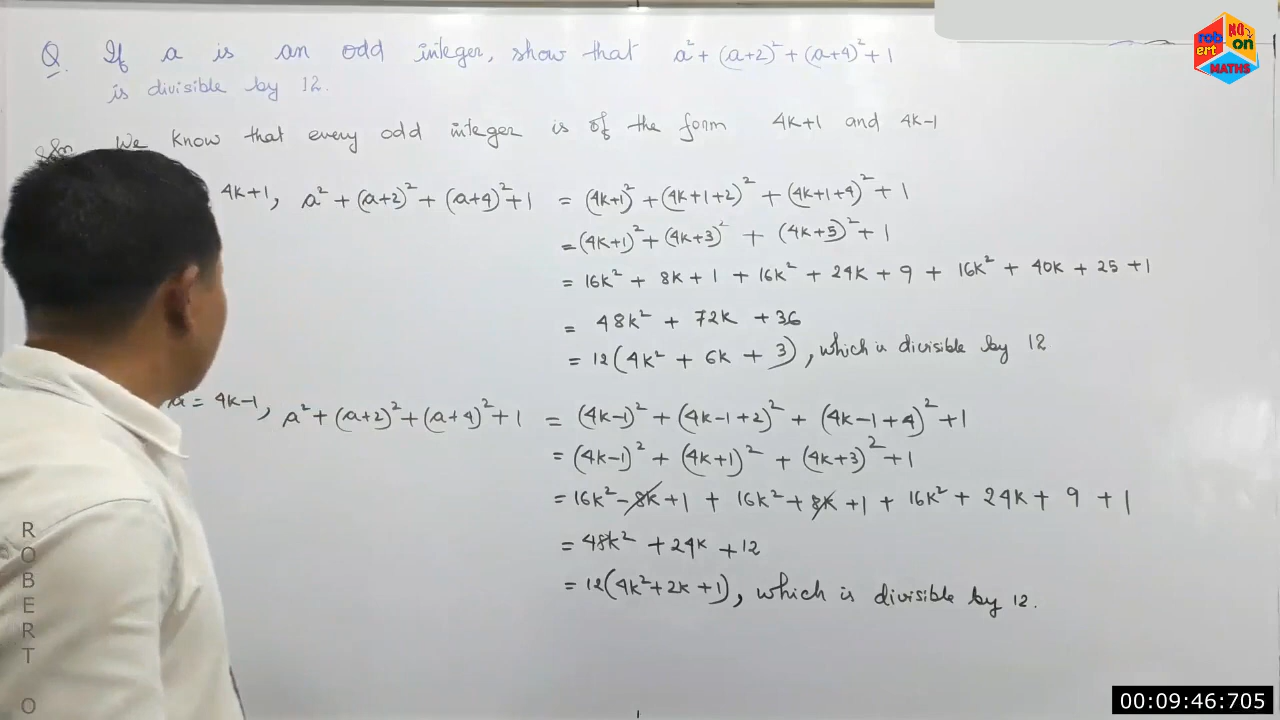 Q. If a is an odd integer show that a² + (a+2)² + (a+4)² + 1
is divisible by 12.
Soln We know that every odd integer is of the form 4k+1 and 4k-1
4k+1, a² + (a+2)² + (a+4)² + 1 = (4k+1)² + (4k+1+2)² + (4k+1+4)² + 1
= (4k+1)² + (4k+3)² + (4k+5)² + 1
= 16k² + 8k + 1 + 16k² + 24k + 9 + 16k² + 40k + 25 + 1
= 48k² + 72k + 36
= 12(4k² + 6k + 3), which is divisible by 12
a = 4k-1, a² + (a+2)² + (a+4)² + 1 = (4k-1)² + (4k-1+2)² + (4k-1+4)² + 1
= (4k-1)² + (4k+1)² + (4k+3)² + 1
= 16k² - 8k + 1 + 16k² + 8k + 1 + 16k² + 24k + 9 + 1
= 48k² + 24k + 12
= 12(4k² + 2k + 1), which is divisible by 12.
robert NO on MATHS
ROBERT O
00:09:46:705